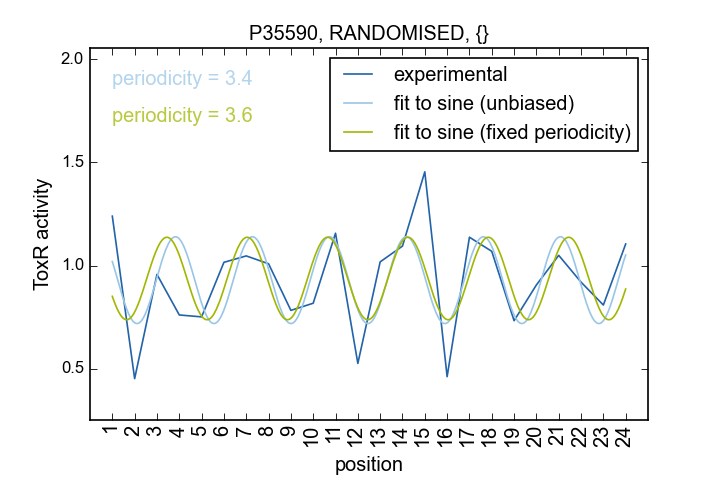 P35590, RANDOMISED, {}
periodicity = 3.4
periodicity = 3.6
experimental
fit to sine (unbiased)
fit to sine (fixed periodicity)
ToxR activity
2.0
1.5
1.0
0.5
1 2 3 4 5 6 7 8 9 10 11 12 13 14 15 16 17 18 19 20 21 22 23 24
position